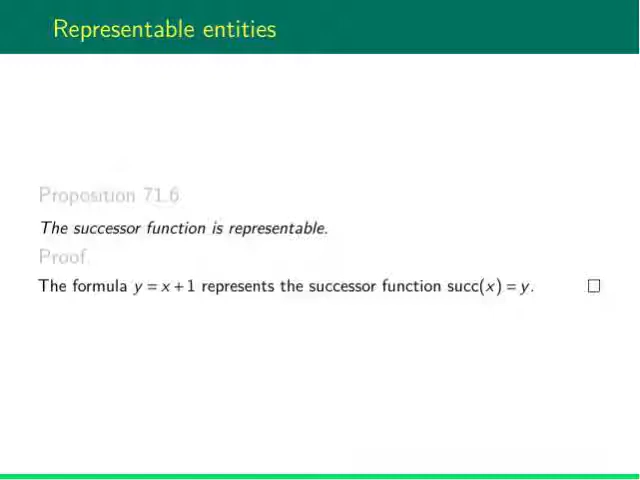 Representable entities
Proposition 71.6
The successor function is representable.
Proof.
The formula y = x + 1 represents the successor function succ(x) = y. □